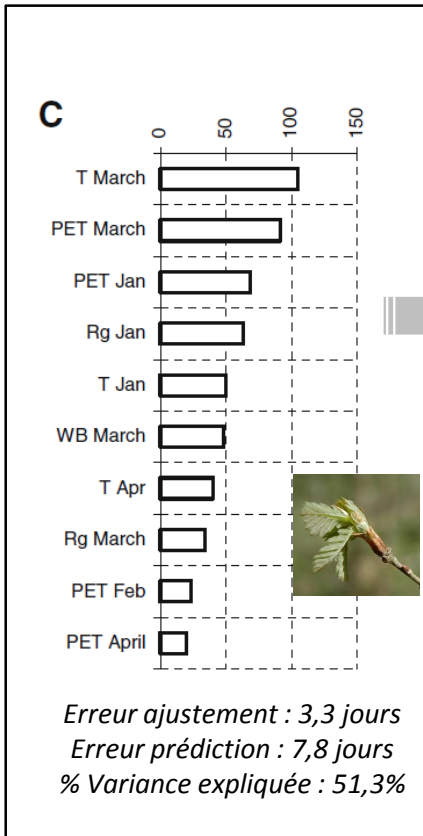 C
0 50 100 150
T March
PET March
PET Jan
Rg Jan
T Jan
WB March
T Apr
Rg March
PET Feb
PET April
Erreur ajustement : 3,3 jours
Erreur prédiction : 7,8 jours
% Variance expliquée : 51,3%